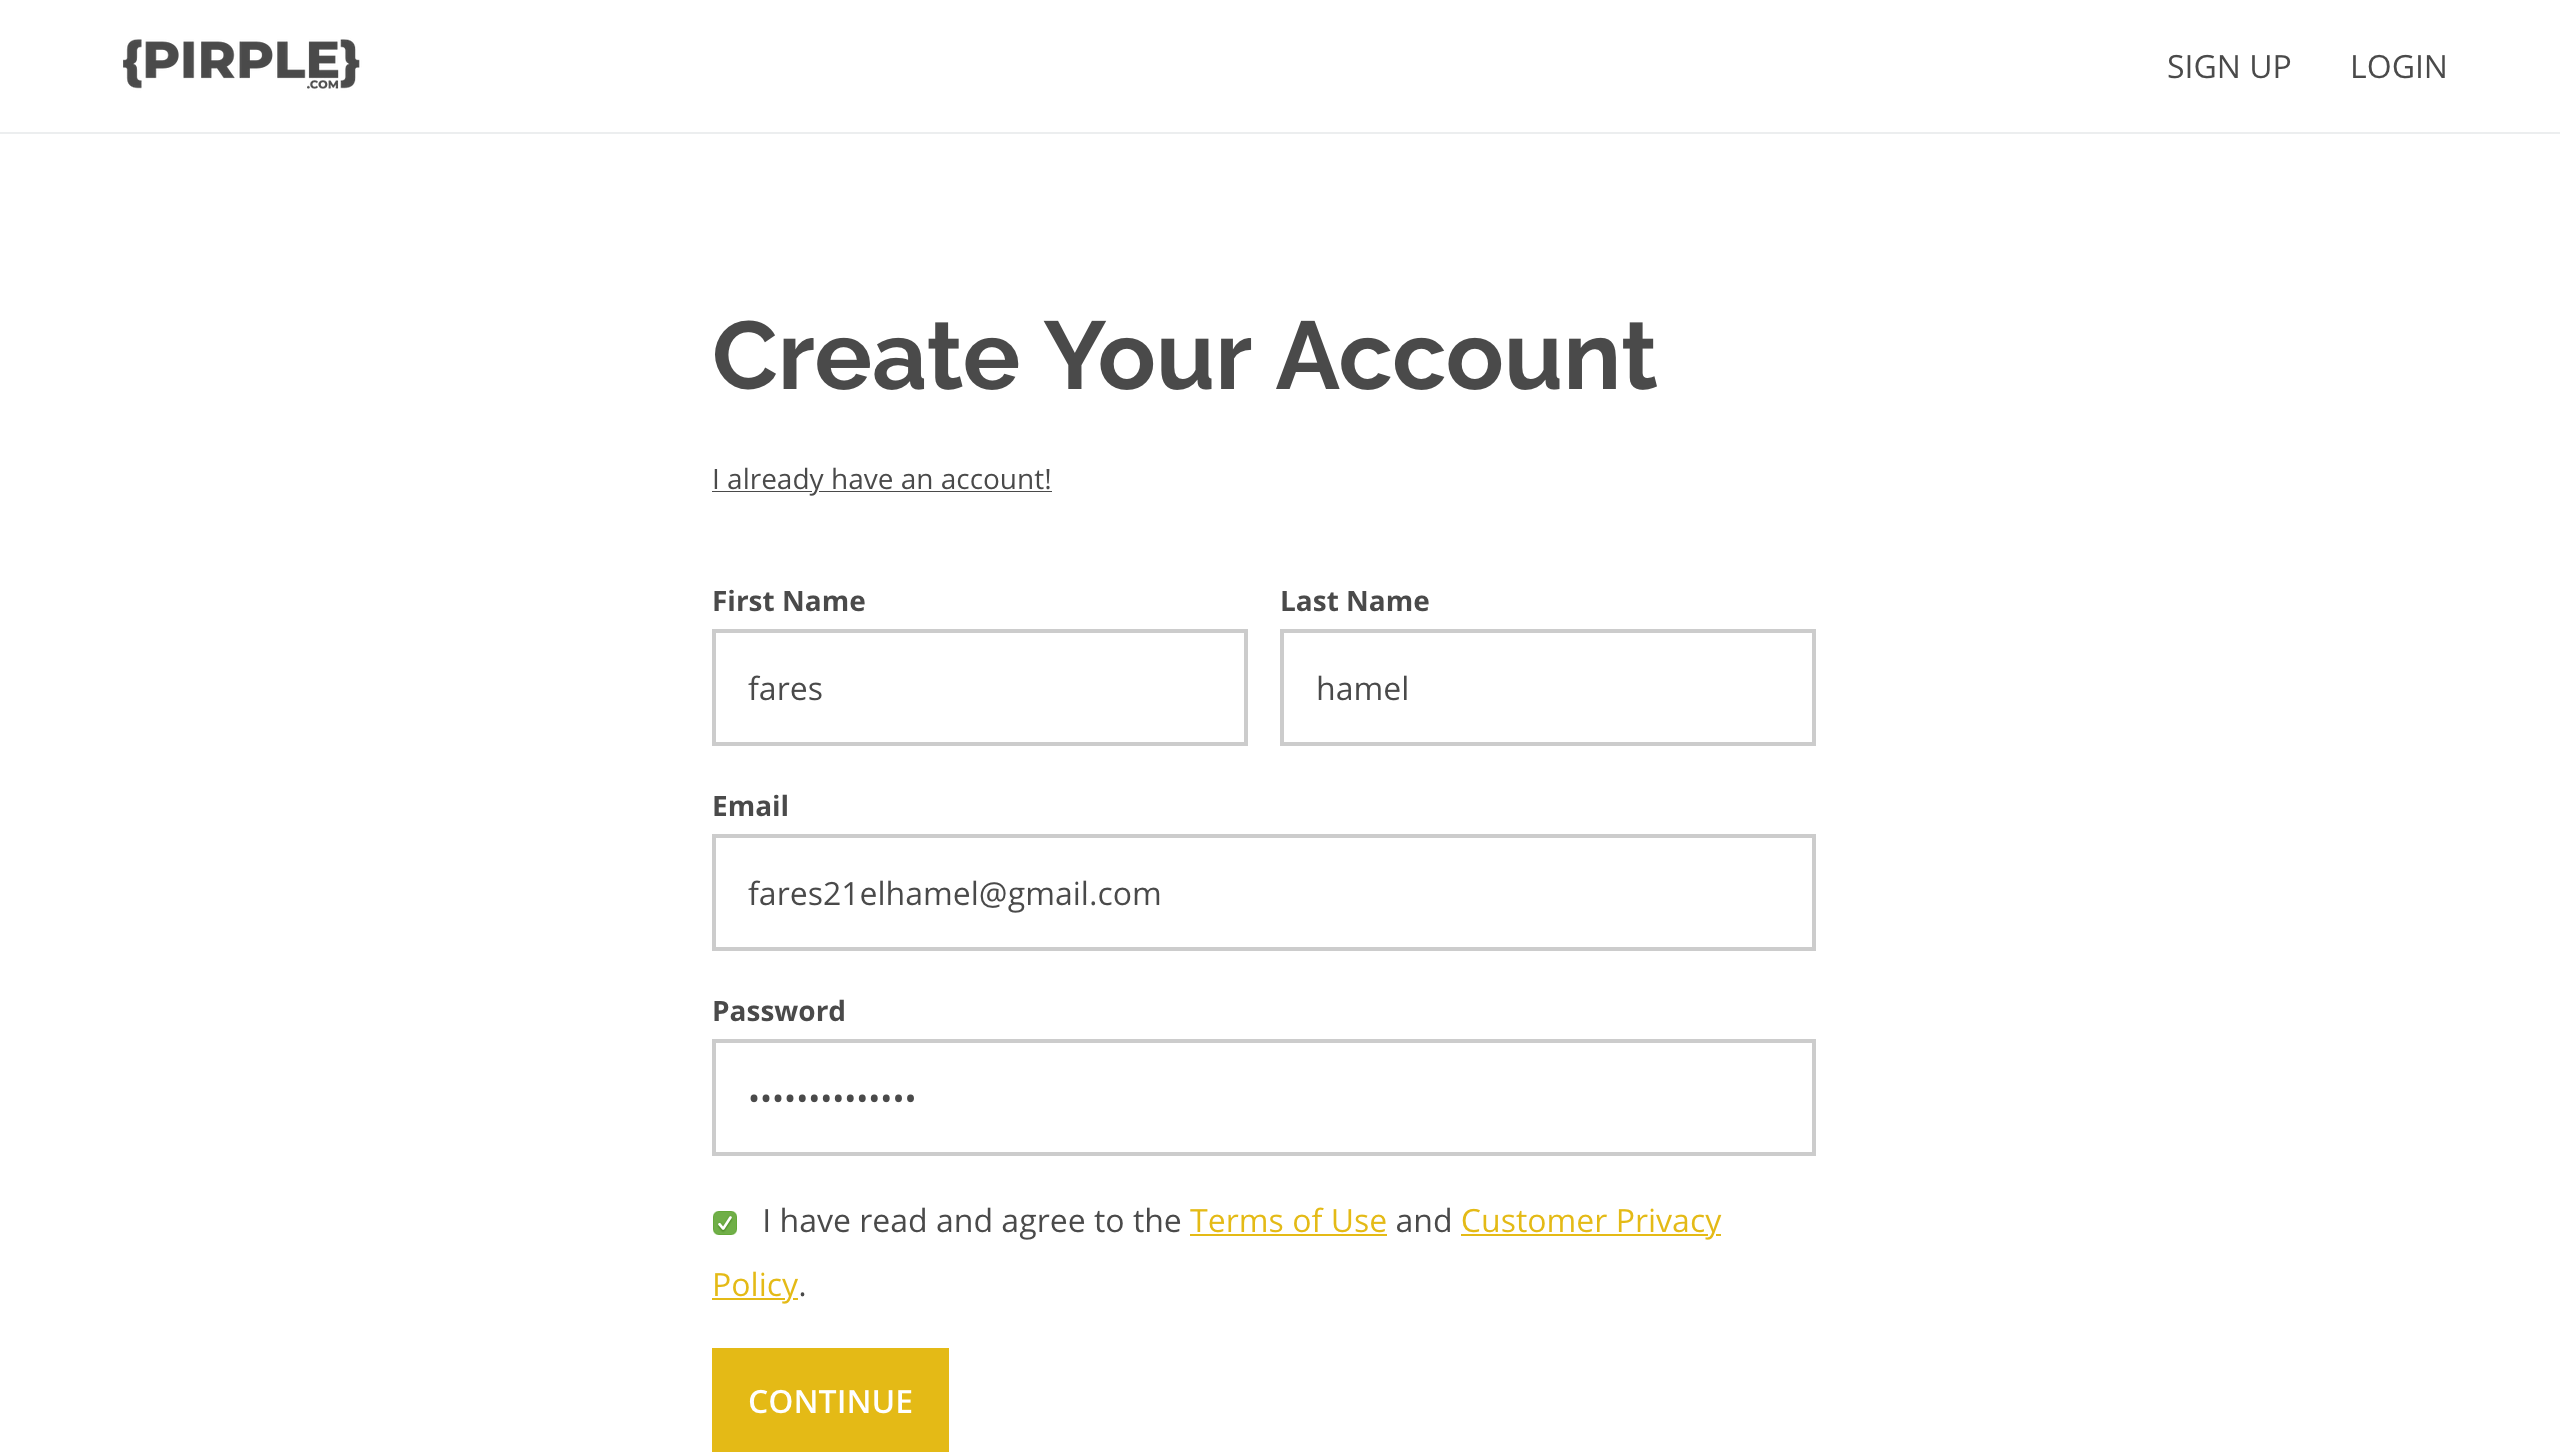 {PIRPLE}
.COM
SIGN UP LOGIN
Create Your Account
I already have an account!
First Name Last Name
fares hamel
Email
fares21elhamel@gmail.com
Password
••••••••••••••
I have read and agree to the Terms of Use and Customer Privacy
Policy.
CONTINUE